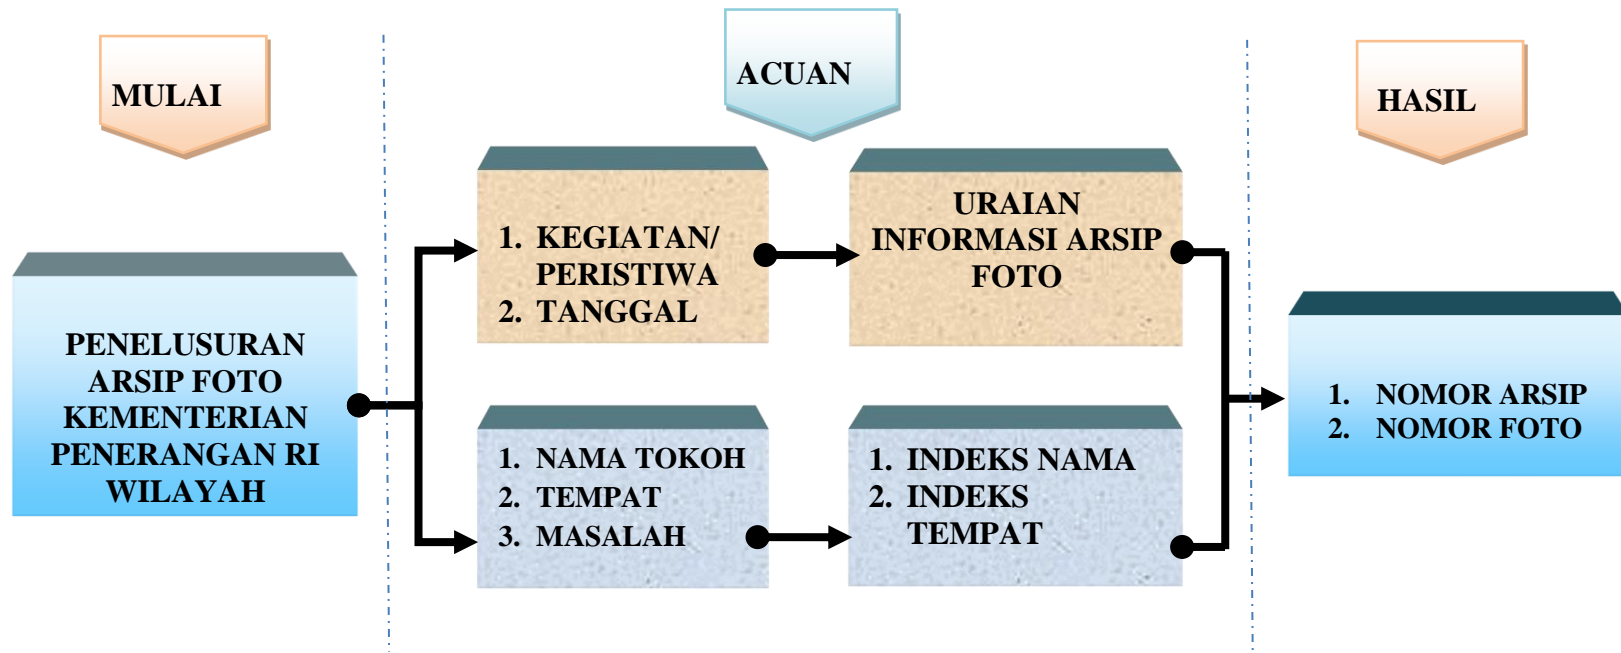 MULAI
ACUAN
HASIL
PENELUSURAN
ARSIP FOTO
KEMENTERIAN
PENERANGAN RI
WILAYAH
1. KEGIATAN/
PERISTIWA
2. TANGGAL
URAIAN
INFORMASI ARSIP
FOTO
1. NAMA TOKOH
2. TEMPAT
3. MASALAH
1. INDEKS NAMA
2. INDEKS
TEMPAT
1. NOMOR ARSIP
2. NOMOR FOTO